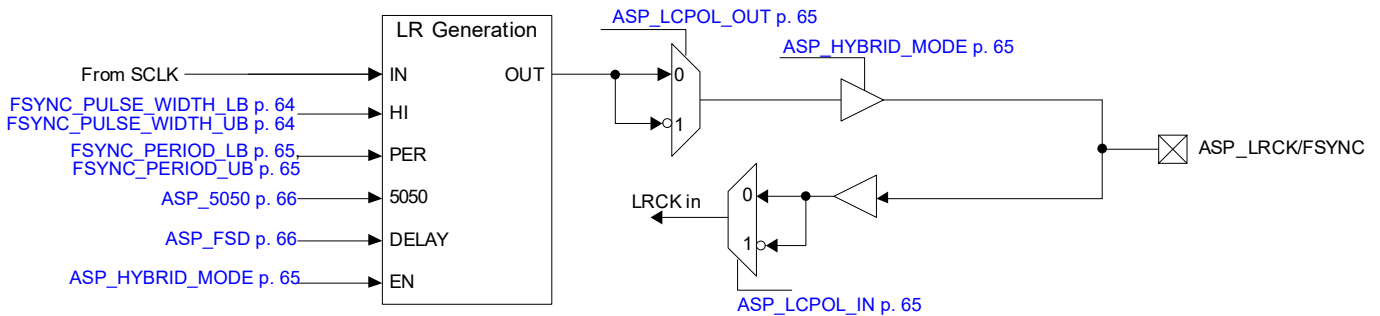 ASP_LCPOL_OUT p. 65
LR Generation
ASP_HYBRID_MODE p. 65
From SCLK
IN
OUT
0
1
FSYNC_PULSE_WIDTH_LB p. 64
FSYNC_PULSE_WIDTH_UB p. 64
HI
FSYNC_PERIOD_LB p. 65,
FSYNC_PERIOD_UB p. 65
PER
ASP_LRCK/FSYNC
ASP_5050 p. 66
5050
LRCK in
0
1
ASP_FSD p. 66
DELAY
ASP_HYBRID_MODE p. 65
EN
ASP_LCPOL_IN p. 65